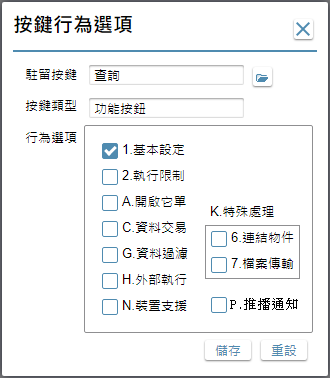 按鍵行為選項
駐留按鍵 查詢
按鍵類型 功能按鈕
行為選項
1.基本設定
2.執行限制
A.開啟它單
C.資料交易
G.資料過濾
H.外部執行
N.裝置支援
K.特殊處理
6.連結物件
7.檔案傳輸
P.推播通知
儲存 重設